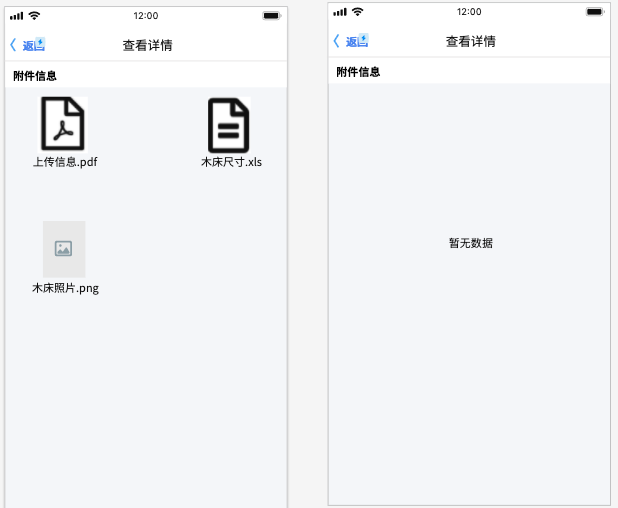 12:00
返回
查看详情
附件信息
上传信息.pdf
木床尺寸.xls
木床照片.png
12:00
返回
查看详情
附件信息
暂无数据